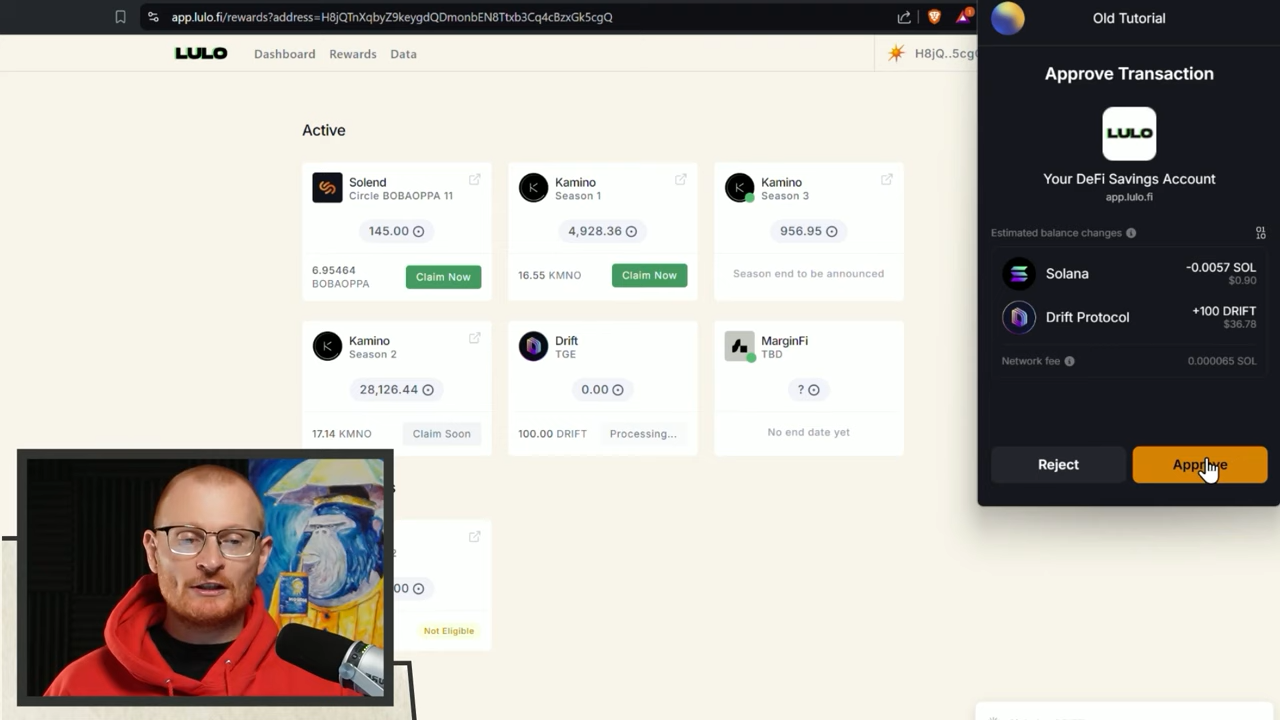 app.lulo.fi/rewards?address=H8jQTnXqbyZ9keygdQDmonbEN8Ttxb3Cq4cBzxGk5cgQ
1
LULO
Dashboard
Rewards
Data
H8jQ..5cg
Active
Solend
Circle BOBAOPPA 11
145.00
6.95464
BOBAOPPA
Claim Now
Kamino
Season 1
4,928.36
16.55 KMNO
Claim Now
Kamino
Season 3
956.95
Season end to be announced
Kamino
Season 2
28,126.44
17.14 KMNO
Claim Soon
Drift
TGE
0.00
100.00 DRIFT
Processing...
MarginFi
TBD
?
No end date yet
Not Eligible
Old Tutorial
Approve Transaction
LULO
Your DeFi Savings Account
app.lulo.fi
Estimated balance changes
Solana
-0.0057 SOL
$0.90
Drift Protocol
+100 DRIFT
$36.78
Network fee
0.000065 SOL
Reject
Approve